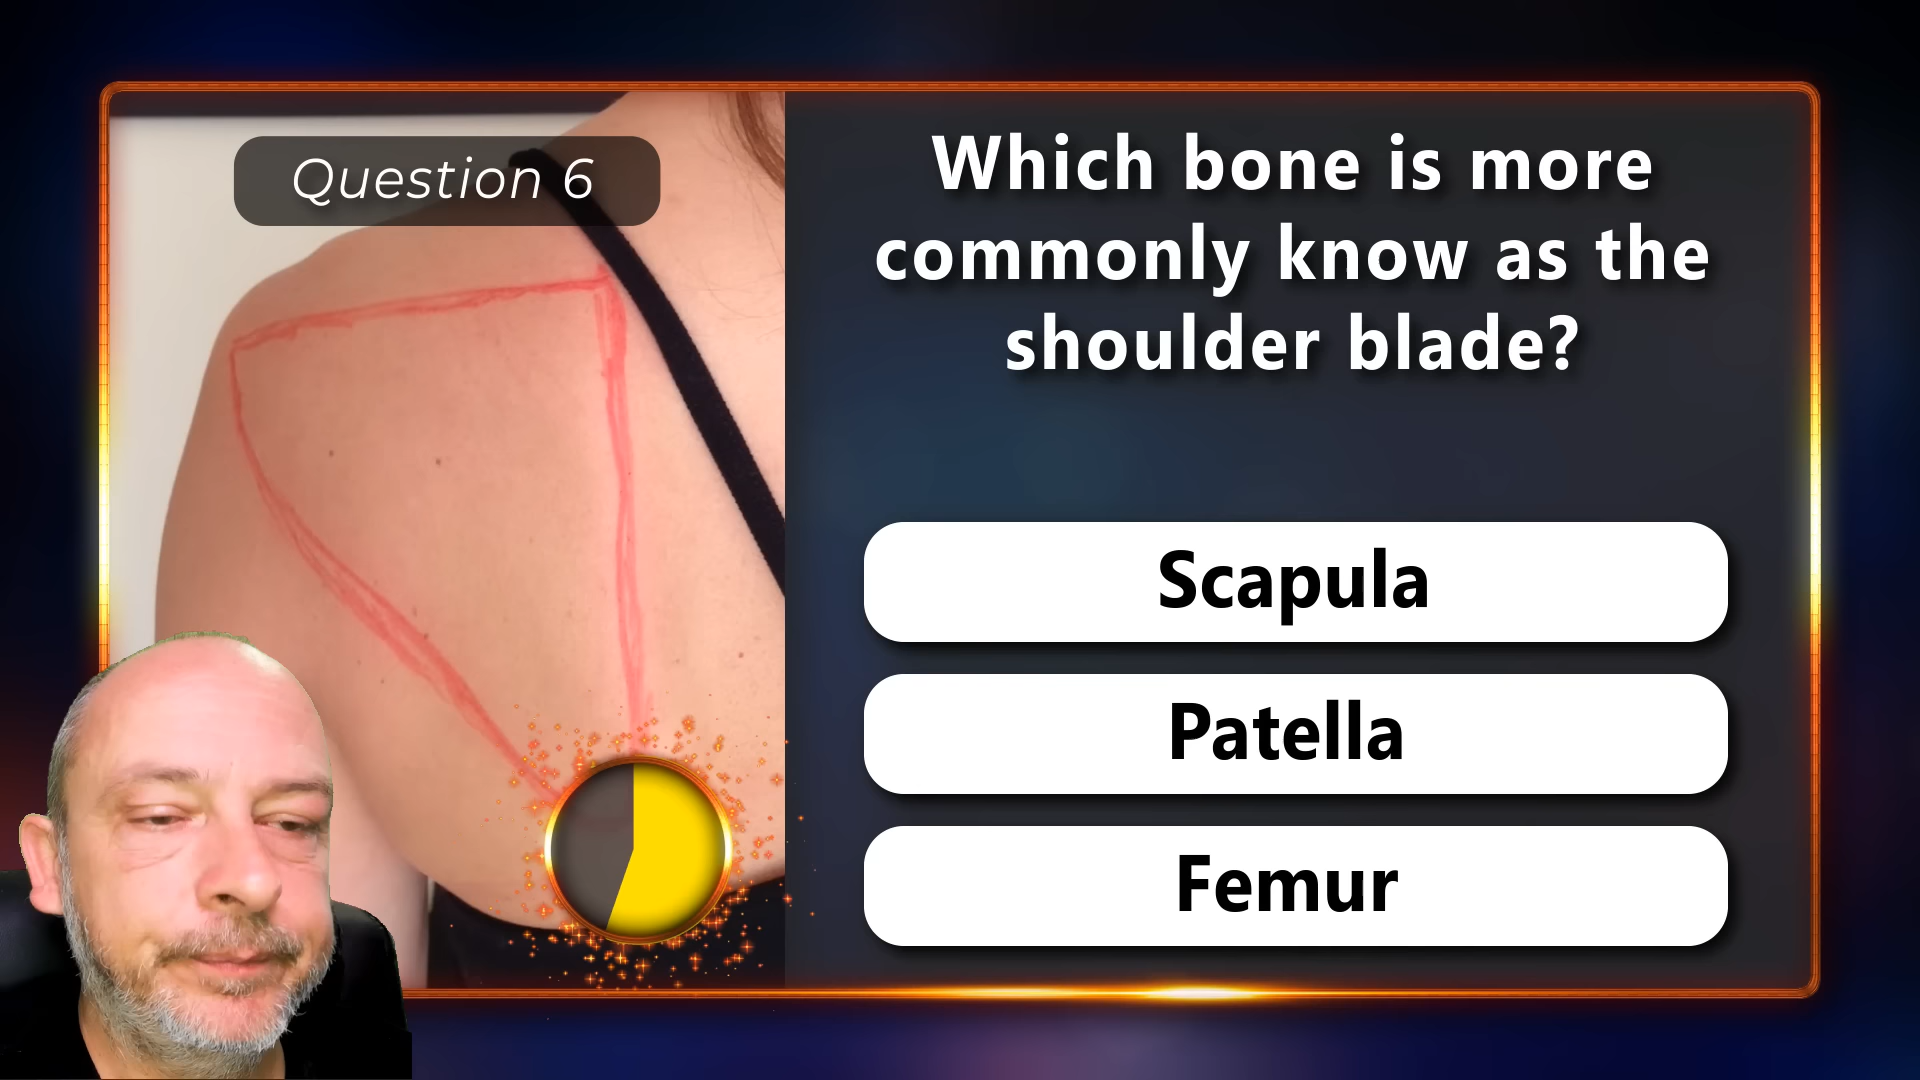 Question 6
Which bone is more
commonly know as the
shoulder blade?
Scapula
Patella
Femur